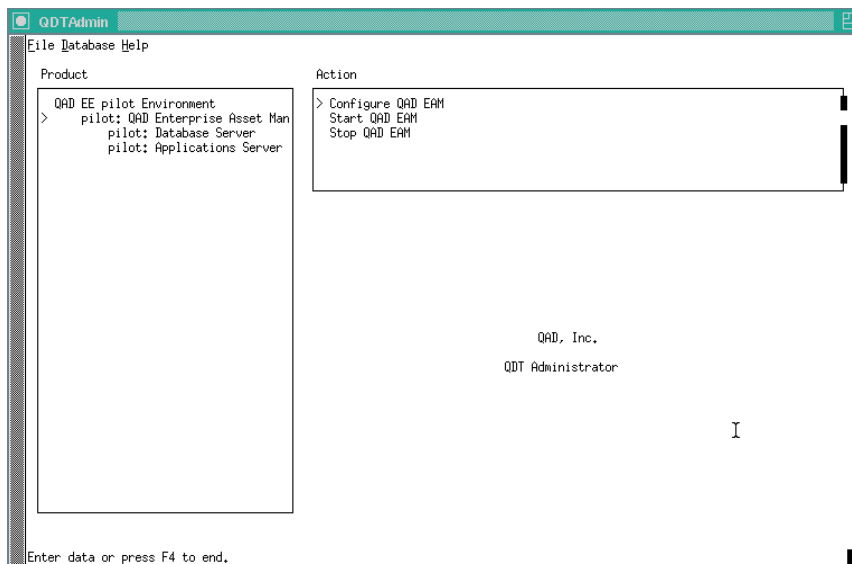 QDTAdmin
File Database Help
Product
Action
QAD EE pilot Environment
> pilot: QAD Enterprise Asset Man
pilot: Database Server
pilot: Applications Server
> Configure QAD EAM
Start QAD EAM
Stop QAD EAM
QAD, Inc.
QDT Administrator
Enter data or press F4 to end.